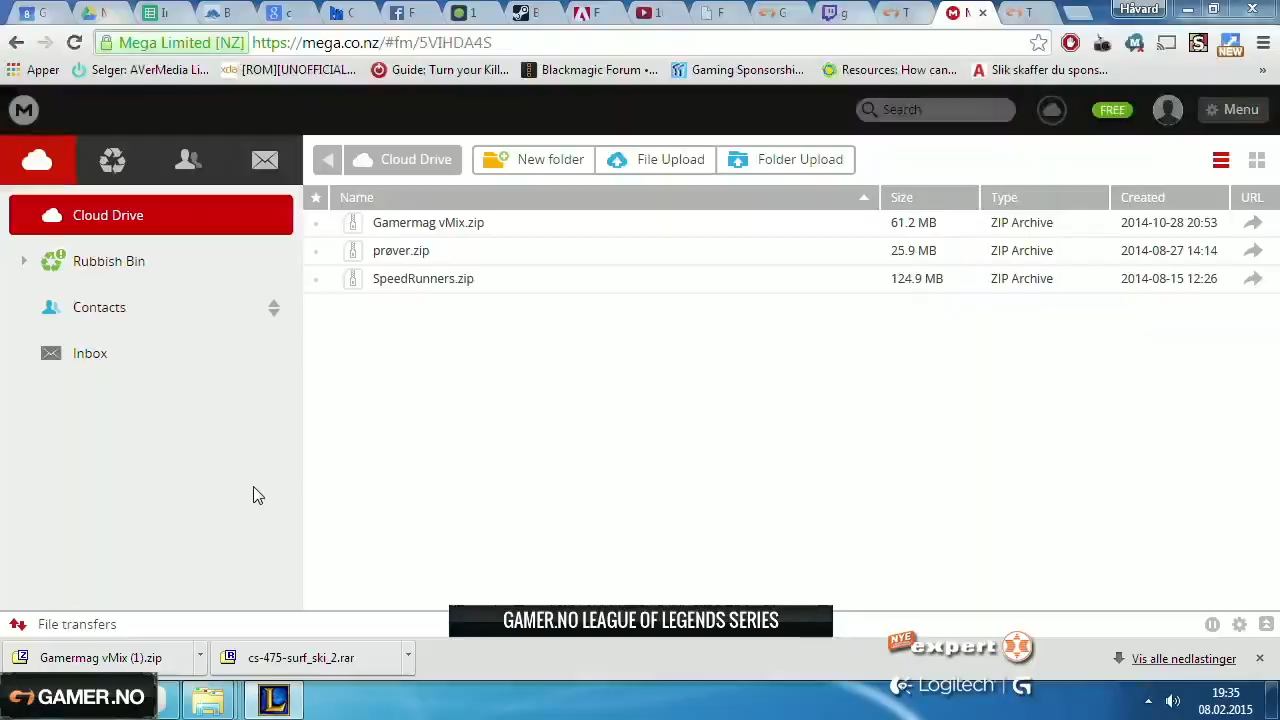 G M I B c C F 1 B F 1 F G g T M T Håvard
Mega Limited [NZ] https://mega.co.nz/#fm/5VIHDA4S NEW
Apper Selger: AVerMedia Li... [ROM][UNOFFICIAL... Guide: Turn your Kill... Blackmagic Forum •... Gaming Sponsorshi... Resources: How can... Slik skaffer du spons... »
M Search FREE Menu
Cloud Drive New folder File Upload Folder Upload
Name Size Type Created URL
Cloud Drive
Gamermag vMix.zip 61.2 MB ZIP Archive 2014-10-28 20:53
Rubbish Bin
prøver.zip 25.9 MB ZIP Archive 2014-08-27 14:14
SpeedRunners.zip 124.9 MB ZIP Archive 2014-08-15 12:26
Contacts
Inbox
GAMER.NO LEAGUE OF LEGENDS SERIES
File transfers
NYE expert
Gamermag vMix (1).zip cs-475-surf_ski_2.rar Vis alle nedlastinger
Logitech G
GAMER.NO L 19:35
08.02.2015